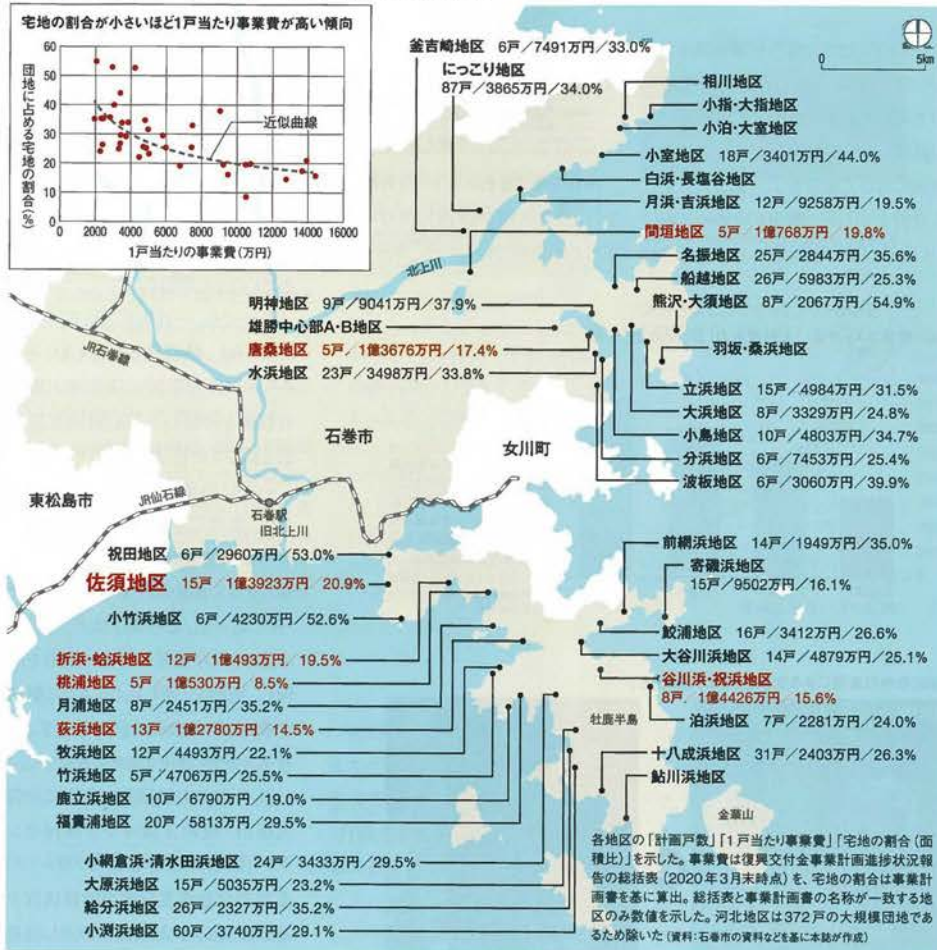 宅地の割合が小さいほど1戸当たり事業費が高い傾向
団地に占める宅地の割合(%)
60
50
40
30
20
10
0
近似曲線
0 2000 4000 6000 8000 10000 12000 14000 16000
1戸当たりの事業費(万円)
0 5km
釜吉崎地区 6戸/7491万円/33.0%
にっこり地区
87戸/3865万円/34.0%
相川地区
小指・大指地区
小泊・大室地区
小室地区 18戸/3401万円/44.0%
白浜・長塩谷地区
月浜・吉浜地区 12戸/9258万円/19.5%
間垣地区 5戸/1億768万円/19.8%
名振地区 25戸/2844万円/35.6%
船越地区 26戸/5983万円/25.3%
熊沢・大須地区 8戸/2067万円/54.9%
羽坂・桑浜地区
北上川
明神地区 9戸/9041万円/37.9%
雄勝中心部A・B地区
唐桑地区 5戸/1億3676万円/17.4%
水浜地区 23戸/3498万円/33.8%
立浜地区 15戸/4984万円/31.5%
大浜地区 8戸/3329万円/24.8%
小島地区 10戸/4803万円/34.7%
分浜地区 6戸/7453万円/25.4%
波板地区 6戸/3060万円/39.9%
JR石巻線
石巻市
女川町
東松島市
JR仙石線
石巻駅
旧北上川
祝田地区 6戸/2960万円/53.0%
佐須地区 15戸/1億3923万円/20.9%
小竹浜地区 6戸/4230万円/52.6%
折浜・蛤浜地区 12戸/1億493万円/19.5%
桃浦地区 5戸/1億530万円/8.5%
月浦地区 8戸/2451万円/35.2%
荻浜地区 13戸/1億2780万円/14.5%
牧浜地区 12戸/4493万円/22.1%
竹浜地区 5戸/4706万円/25.5%
鹿立浜地区 10戸/6790万円/19.0%
福貴浦地区 20戸/5813万円/29.5%
小網倉浜・清水田浜地区 24戸/3433万円/29.5%
大原浜地区 15戸/5035万円/23.2%
給分浜地区 26戸/2327万円/35.2%
小渕浜地区 60戸/3740万円/29.1%
前網浜地区 14戸/1949万円/35.0%
寄磯浜地区
15戸/9502万円/16.1%
鮫浦地区 16戸/3412万円/26.6%
大谷川浜地区 14戸/4879万円/25.1%
谷川浜・祝浜地区
8戸/1億4426万円/15.6%
泊浜地区 7戸/2281万円/24.0%
牡鹿半島
十八成浜地区 31戸/2403万円/26.3%
鮎川浜地区
金華山
各地区の「計画戸数」「1戸当たり事業費」「宅地の割合(面
積比)」を示した。事業費は復興交付金事業計画進捗状況報
告の総括表(2020年3月末時点)を、宅地の割合は事業計
画書を基に算出。総括表と事業計画書の名称が一致する地
区のみ数値を示した。河北地区は372戸の大規模団地であ
るため除いた(資料:石巻市の資料などを基に本誌が作成)